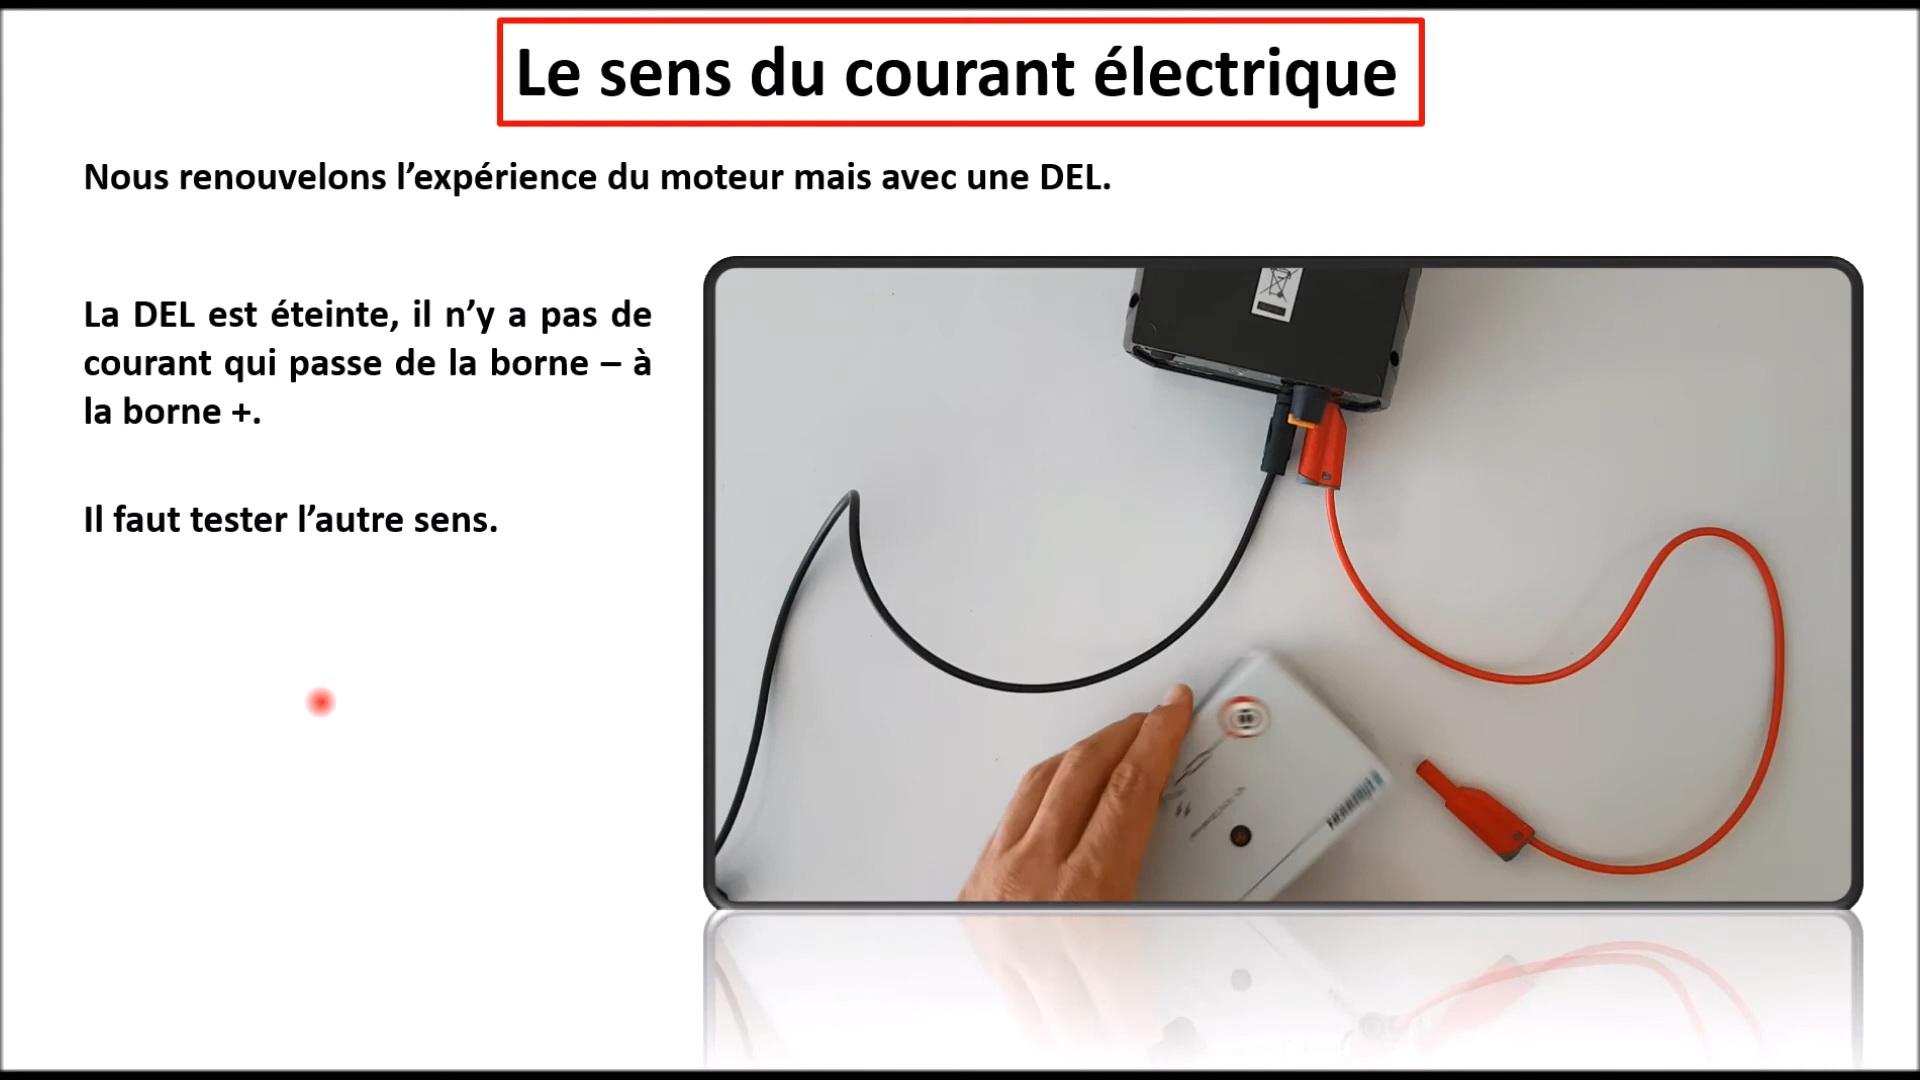 Le sens du courant électrique
Nous renouvelons l’expérience du moteur mais avec une DEL.
La DEL est éteinte, il n’y a pas de
courant qui passe de la borne – à
la borne +.
Il faut tester l’autre sens.